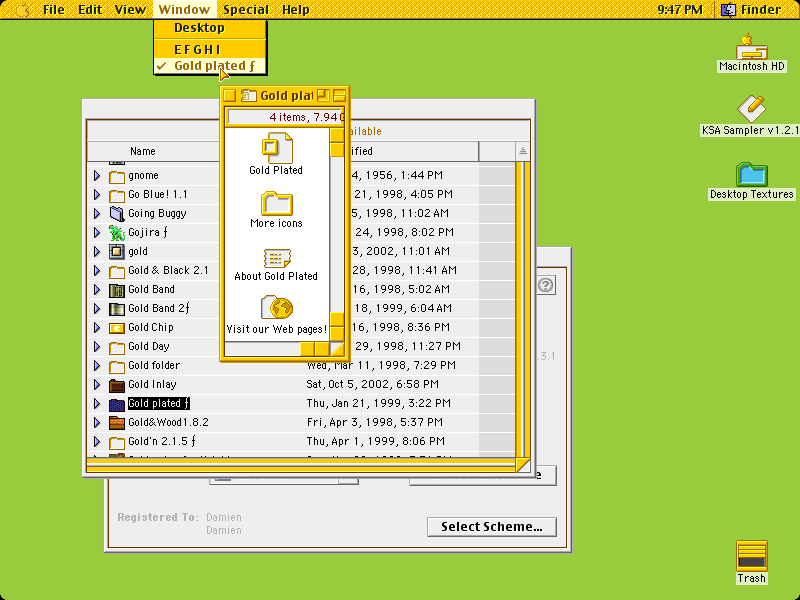 File Edit View Window Special Help 9:47 PM Finder
Desktop
E F G H I
✓ Gold plated ƒ
Macintosh HD
KSA Sampler v1.2.1
Desktop Textures
Trash
Gold plat
4 items, 7.94
Gold Plated
More icons
About Gold Plated
Visit our Web pages!
ailable
Name ified
gnome 4, 1956, 1:44 PM
Go Blue! 1.1 21, 1998, 4:05 PM
Going Buggy 5, 1998, 11:02 AM
Gojira ƒ 24, 1998, 8:02 PM
gold 3, 2002, 11:01 AM
Gold & Black 2.1 28, 1998, 11:41 AM
Gold Band 16, 1998, 5:02 AM
Gold Band 2ƒ 18, 1999, 6:04 AM
Gold Chip 16, 1998, 8:36 PM
Gold Day 29, 1998, 11:27 PM
Gold folder Wed, Mar 11, 1998, 7:29 PM
Gold Inlay Sat, Oct 5, 2002, 6:58 PM
Gold plated ƒ Thu, Jan 21, 1999, 3:22 PM
Gold&Wood1.8.2 Fri, Apr 3, 1998, 5:37 PM
Gold'n 2.1.5 ƒ Thu, Apr 1, 1999, 8:06 PM
.3.1
e
Registered To: Damien
Damien
Select Scheme...